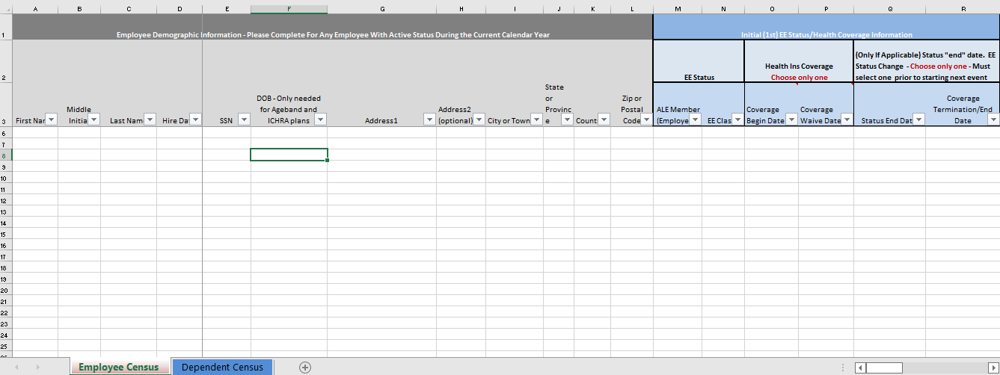 A B C D E F G H I J K L M N O P Q R
1 Employee Demographic Information - Please Complete For Any Employee With Active Status During the Current Calendar Year Initial (1st) EE Status/Health Coverage Information
2 EE Status
Health Ins Coverage
Choose only one
(Only If Applicable) Status "end" date. EE
Status Change - Choose only one - Must
select one prior to starting next event
3 First Nar
Middle
Initia
Last Nam
Hire Da
SSN
DOB - Only needed
for Ageband and
ICHRA plans
Address1
Address2
(optional)
City or Town
State
or
Provinc
e
Count
Zip or
Postal
Code
ALE Member
(Employe
EE Clas
Coverage
Begin Date
Coverage
Waive Date
Status End Dat
Coverage
Termination/End
Date
6
7
8
9
10
11
12
13
14
15
16
17
18
19
20
21
22
23
24
25
Employee Census Dependent Census